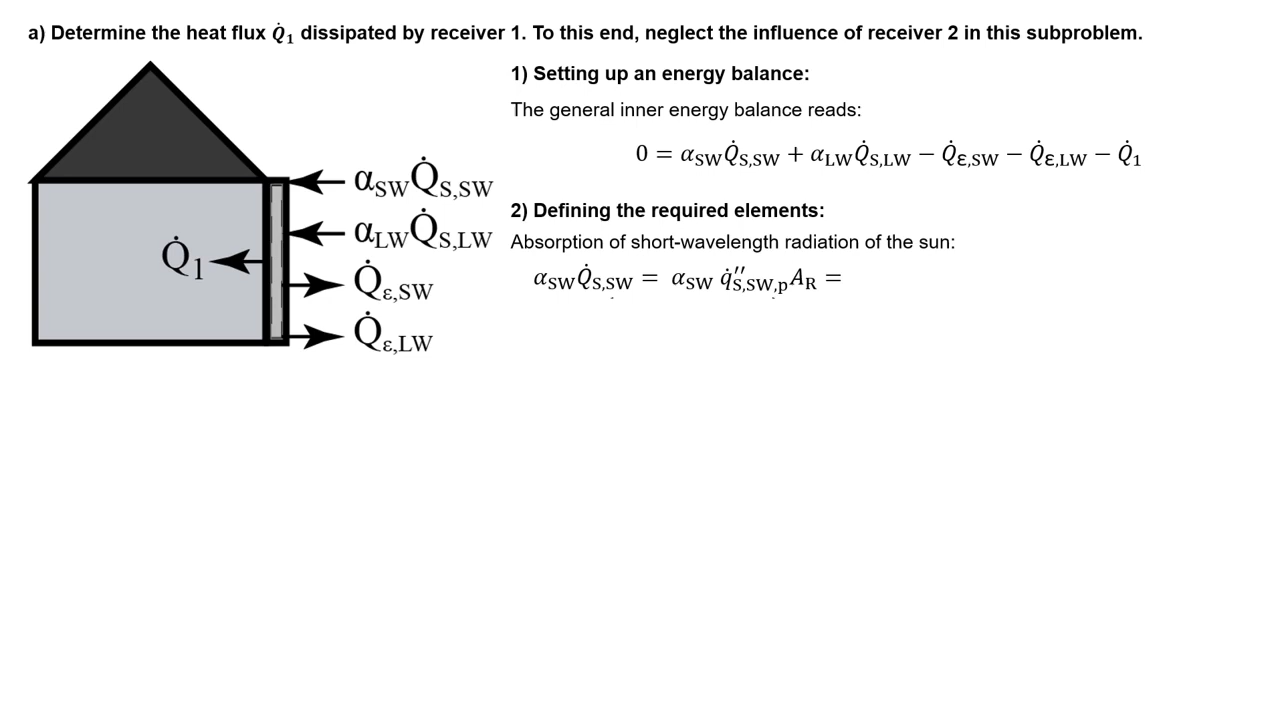 a) Determine the heat flux Q̇₁ dissipated by receiver 1. To this end, neglect the influence of receiver 2 in this subproblem.
1) Setting up an energy balance:
The general inner energy balance reads:
0 = α_SW Q̇_S,SW + α_LW Q̇_S,LW − Q̇_ε,SW − Q̇_ε,LW − Q̇₁
α_SW Q̇_S,SW
α_LW Q̇_S,LW
Q̇₁
Q̇_ε,SW
Q̇_ε,LW
2) Defining the required elements:
Absorption of short-wavelength radiation of the sun:
α_SW Q̇_S,SW = α_SW q̇″_S,SW,p A_R =